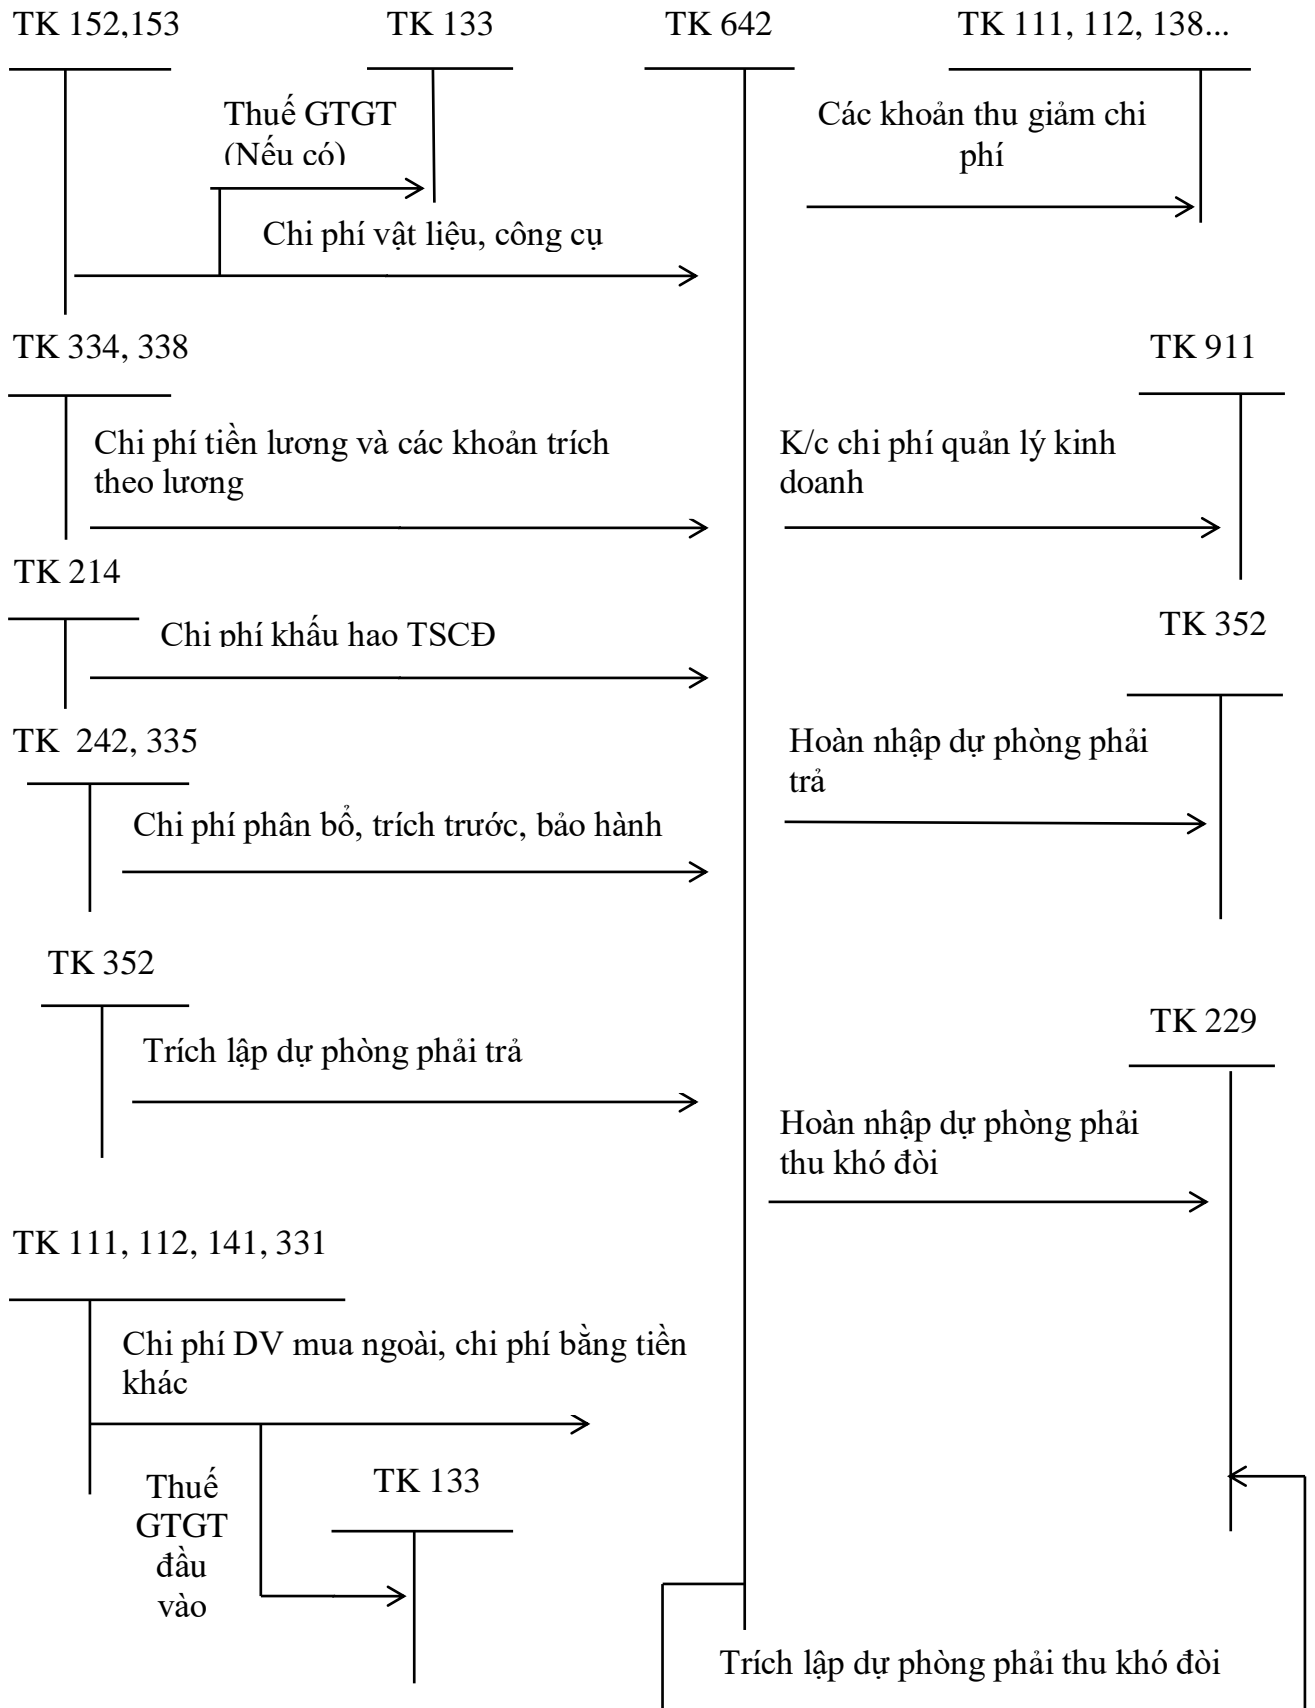 TK 152,153
TK 133
TK 642
TK 111, 112, 138...
Thuế GTGT
(Nếu có)
Các khoản thu giảm chi
phí
Chi phí vật liệu, công cụ
TK 334, 338
TK 911
Chi phí tiền lương và các khoản trích
theo lương
K/c chi phí quản lý kinh
doanh
TK 214
Chi phí khấu hao TSCĐ
TK 352
TK 242, 335
Hoàn nhập dự phòng phải
trả
Chi phí phân bổ, trích trước, bảo hành
TK 352
TK 229
Trích lập dự phòng phải trả
Hoàn nhập dự phòng phải
thu khó đòi
TK 111, 112, 141, 331
Chi phí DV mua ngoài, chi phí bằng tiền
khác
Thuế
GTGT
đầu
vào
TK 133
Trích lập dự phòng phải thu khó đòi